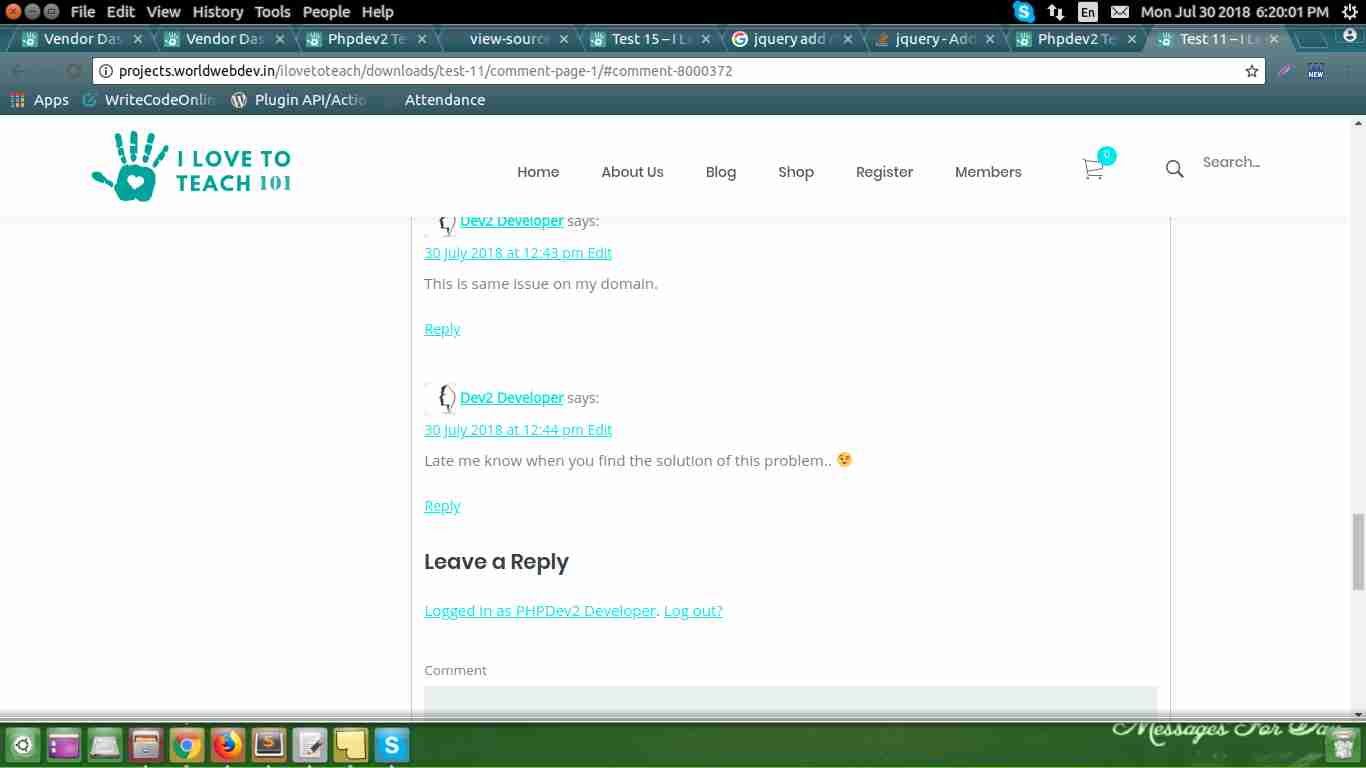 File Edit View History Tools People Help
En Mon Jul 30 2018 6:20:01 PM
Vendor Das Vendor Das Phpdev2 Te view-source Test 15 – I L jquery add jquery - Add Phpdev2 Te Test 11 – I L
projects.worldwebdev.in/ilovetoteach/downloads/test-11/comment-page-1/#comment-8000372
NEW
Apps WriteCodeOnlin Plugin API/Actio Attendance
I LOVE TO
TEACH 101
Home About Us Blog Shop Register Members 0 Search...
Dev2 Developer says:
30 July 2018 at 12:43 pm Edit
This is same issue on my domain.
Reply
Dev2 Developer says:
30 July 2018 at 12:44 pm Edit
Late me know when you find the solution of this problem..
Reply
Leave a Reply
Logged in as PHPDev2 Developer. Log out?
Comment
Messages For Day